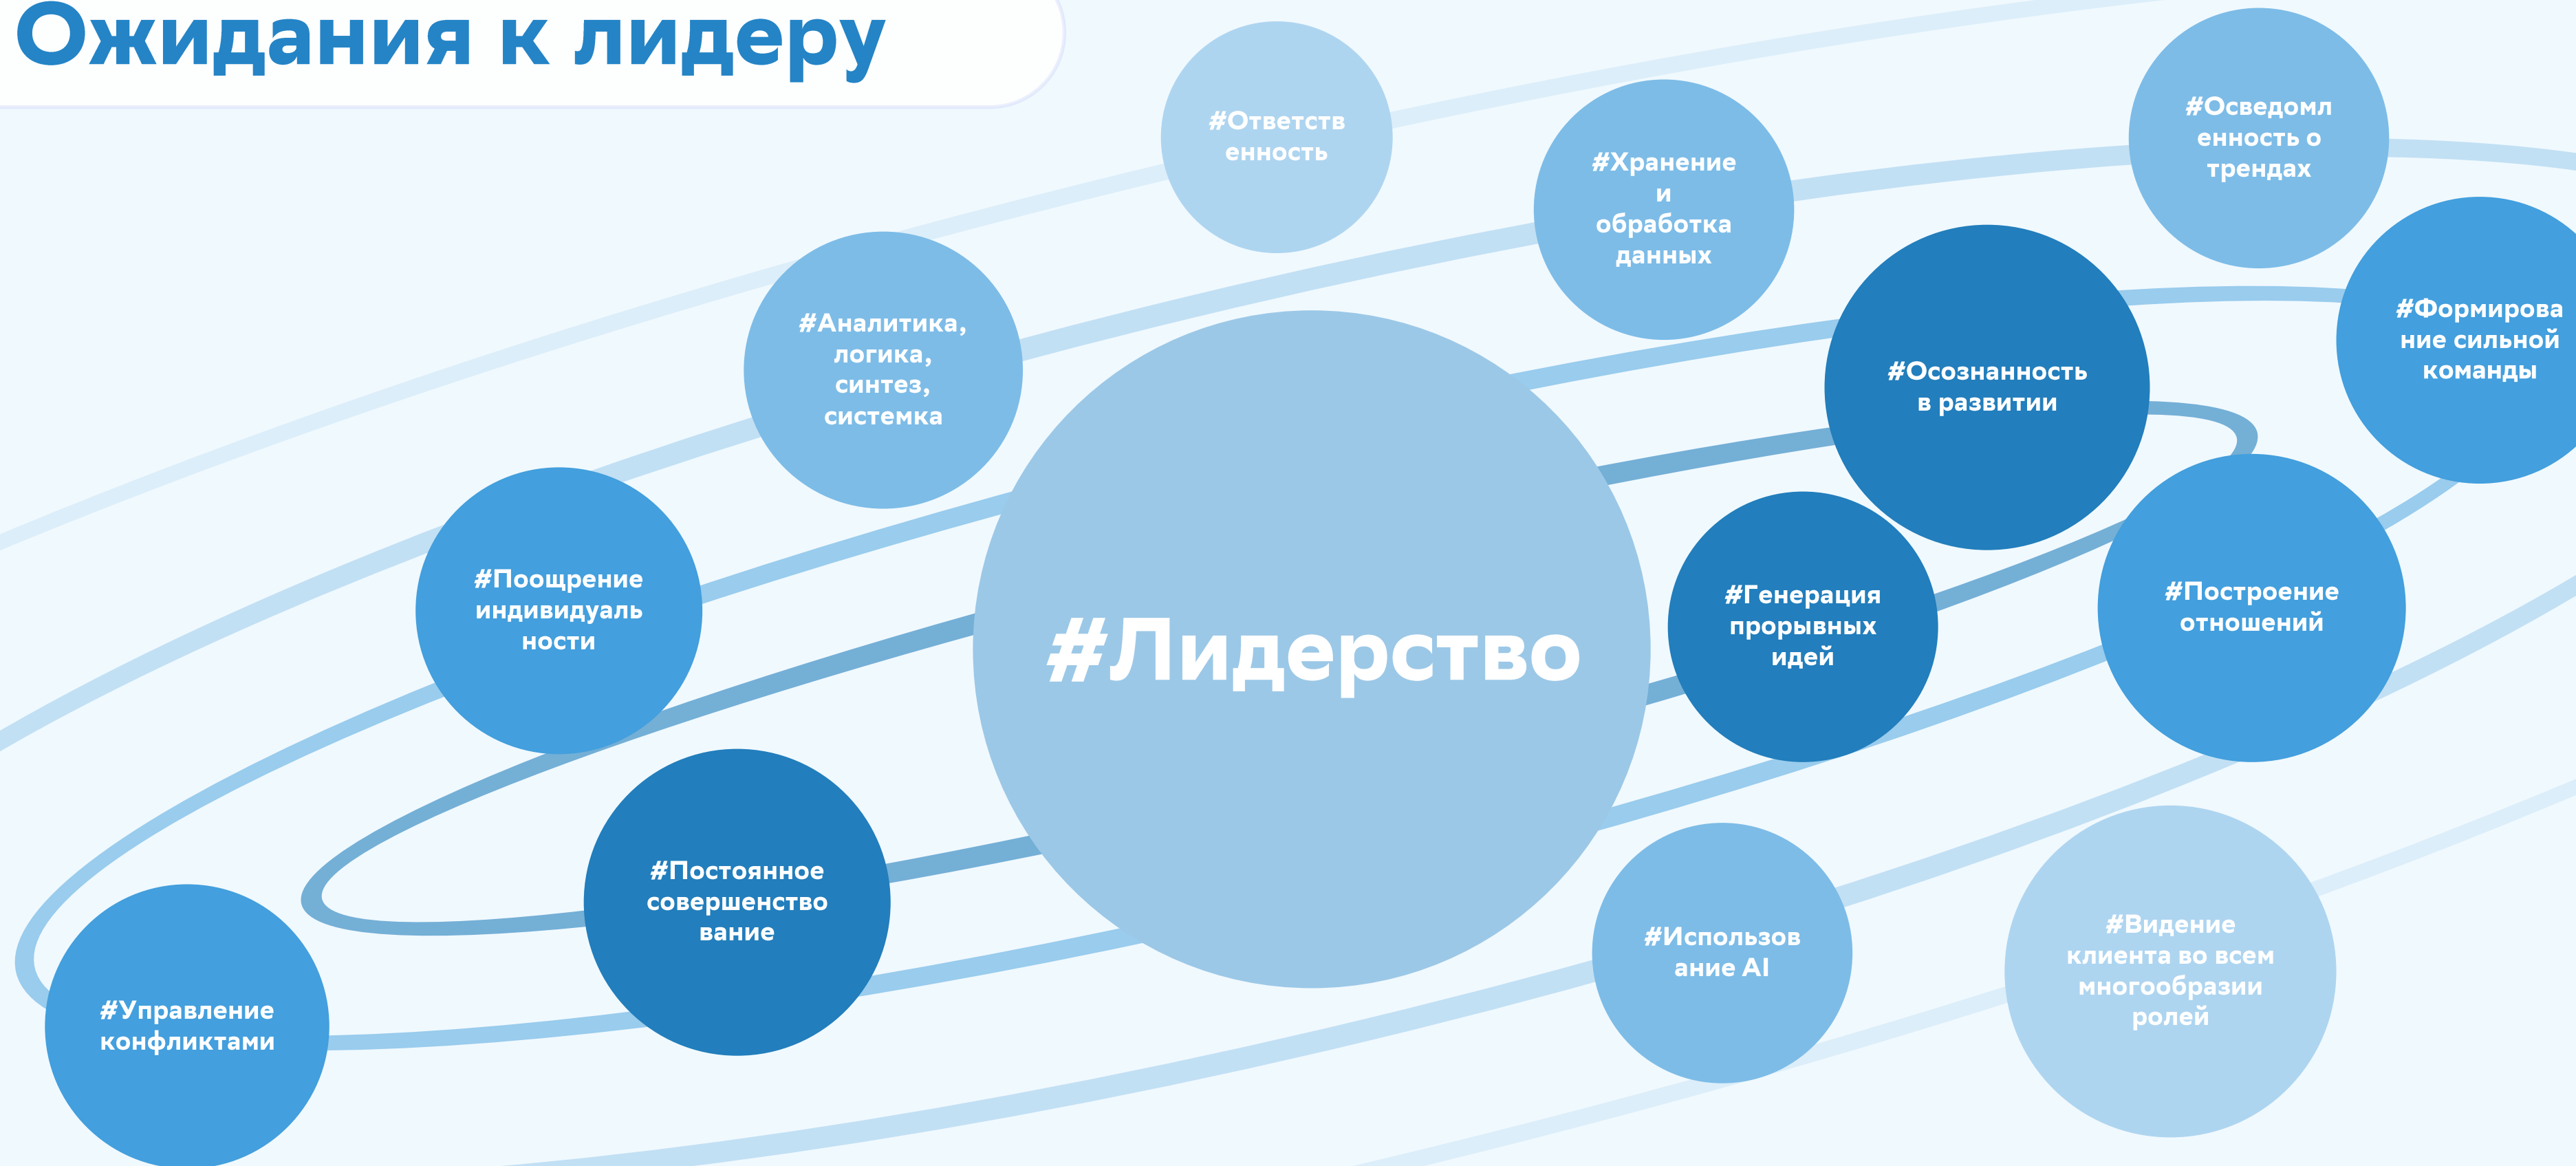 Ожидания к лидеру
#Ответств
енность
#Хранение
и
обработка
данных
#Осведомл
енность о
трендах
#Аналитика,
логика,
синтез,
системка
#Формирова
ние сильной
команды
#Осознанность
в развитии
#Поощрение
индивидуаль
ности
#Лидерство
#Генерация
прорывных
идей
#Построение
отношений
#Постоянное
совершенство
вание
#Управление
конфликтами
#Использов
ание AI
#Видение
клиента во всем
многообразии
ролей